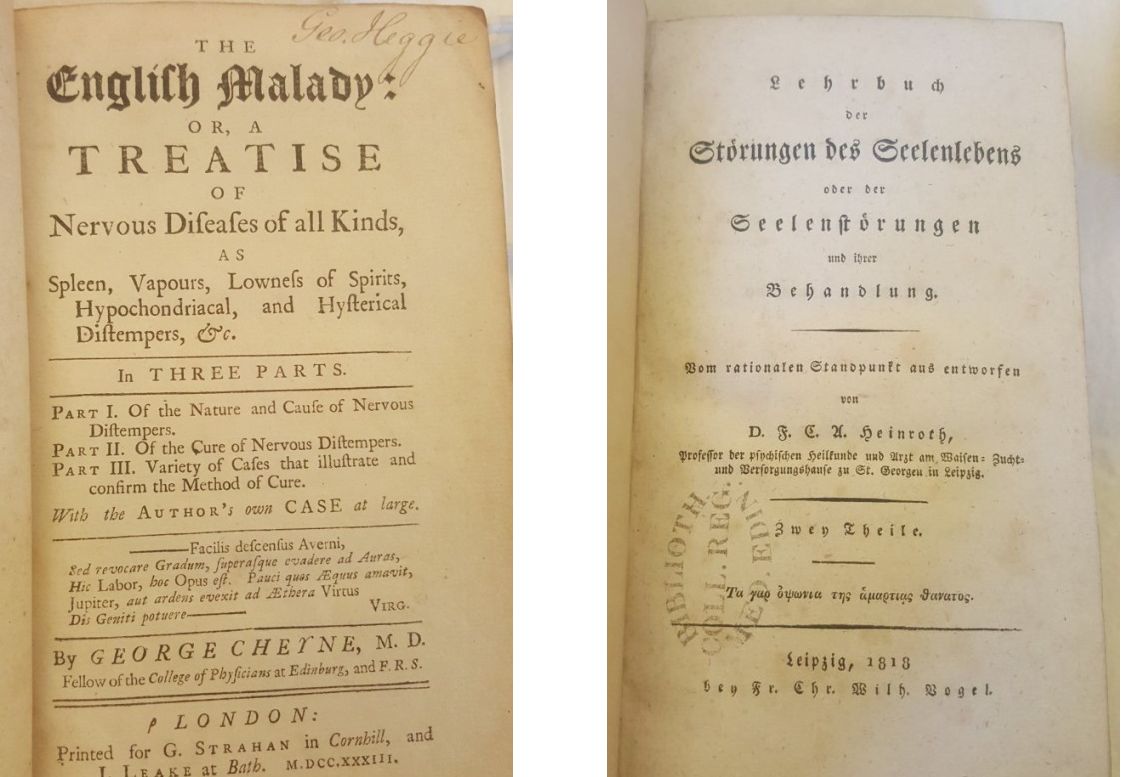 Geo. Heggie
THE
Engliſh Malady:
OR, A
TREATISE
OF
Nervous Diſeaſes of all Kinds,
AS
Spleen, Vapours, Lowneſs of Spirits,
Hypochondriacal, and Hyſterical
Diſtempers, &c.
In THREE PARTS.
PART I. Of the Nature and Cauſe of Nervous
Diſtempers.
PART II. Of the Cure of Nervous Diſtempers.
PART III. Variety of Caſes that illuſtrate and
confirm the Method of Cure.
With the AUTHOR's own CASE at large.
——Facilis deſcenſus Averni,
Sed revocare Gradum, ſuperaſque evadere ad Auras,
Hic Labor, hoc Opus eſt. Pauci quos Æquus amavit,
Jupiter, aut ardens evexit ad Æthera Virtus
Dis Geniti potuere——
VIRG.
By GEORGE CHEYNE, M. D.
Fellow of the College of Phyſicians at Edinburg, and F. R. S.
LONDON:
Printed for G. STRAHAN in Cornhill, and
J. LEAKE at Bath. M.DCC.XXXIII.
Lehrbuch
der
Störungen des Seelenlebens
oder der
Seelenſtörungen
und ihrer
Behandlung.
Vom rationalen Standpunkt aus entworfen
von
D. F. C. A. Heinroth,
Profeſſor der pſychiſchen Heilkunde und Arzt am Waiſen- Zucht-
und Verſorgungshauſe zu St. Georgen in Leipzig.
BIBLIOTH.
COLL. REG.
MED. EDIN
Zwey Theile.
Τα γαρ ὀψωνια της ἁμαρτιας θανατος.
Leipzig, 1818
bey Fr. Chr. Wilh. Vogel.